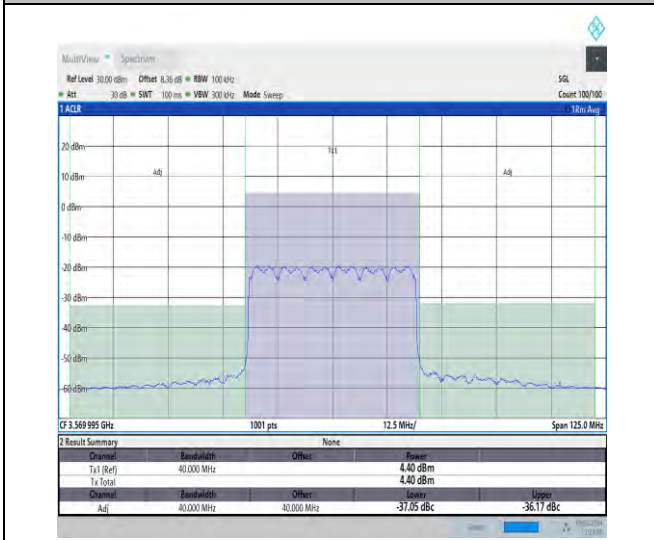 MultiView Spectrum
Ref Level 30.00 dBm Offset 8.36 dB RBW 100 kHz SGL
Att 30 dB SWT 100 ms VBW 300 kHz Mode Sweep Count 100/100
1 ACLR 1Rm Avg
20 dBm
Tx1
Adj Adj
10 dBm
0 dBm
-10 dBm
-20 dBm
-30 dBm
-40 dBm
-50 dBm
-60 dBm
CF 3.569 995 GHz 1001 pts 12.5 MHz/ Span 125.0 MHz
2 Result Summary None
Channel Bandwidth Offset Power
Tx1 (Ref) 40.000 MHz 4.40 dBm
Tx Total 4.40 dBm
Channel Bandwidth Offset Lower Upper
Adj 40.000 MHz 40.000 MHz -37.05 dBc -36.17 dBc